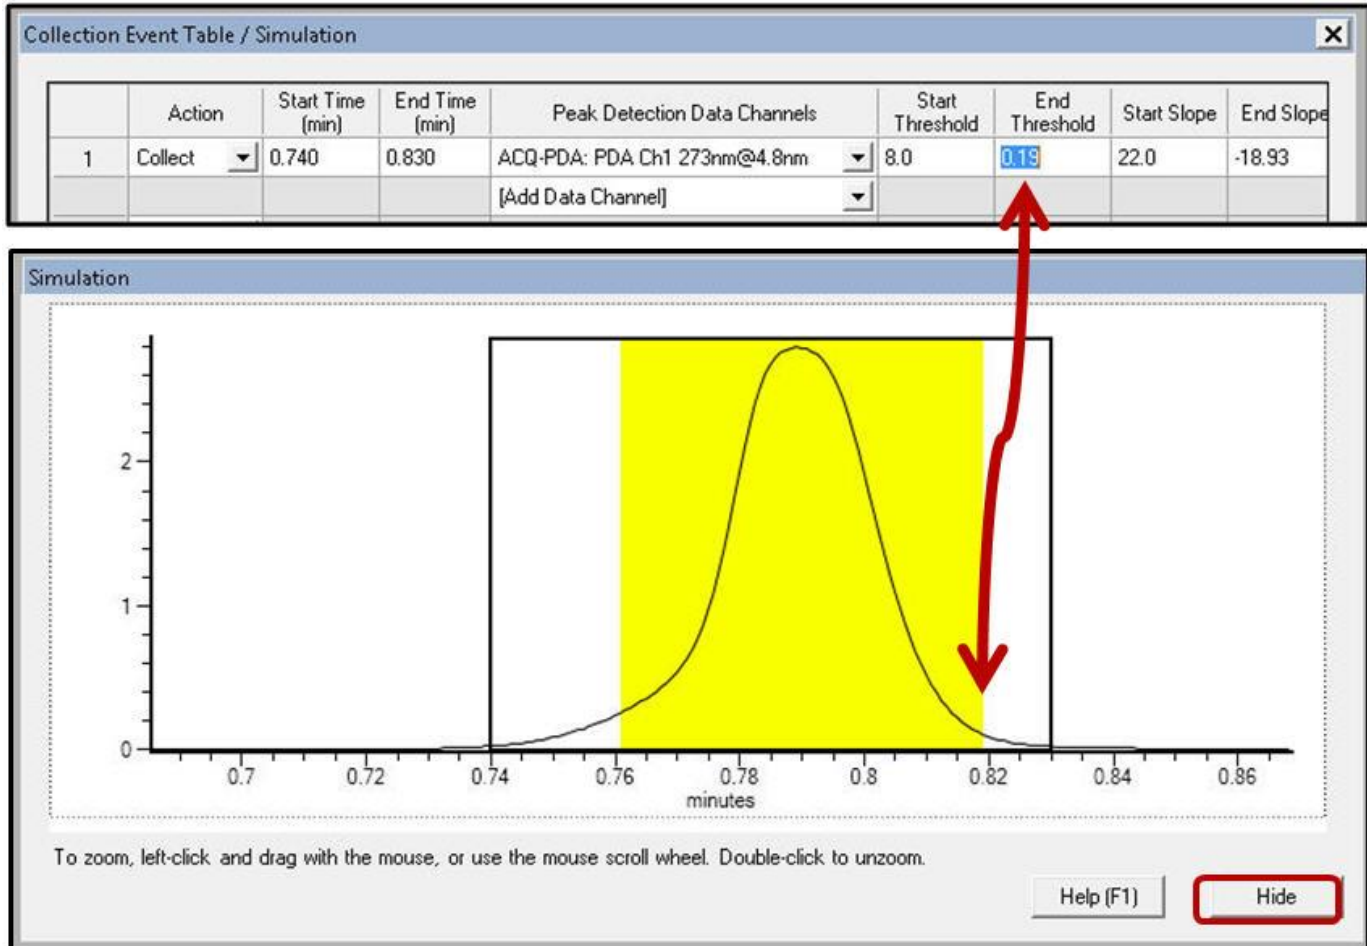 Collection Event Table / Simulation
Action Start Time (min) End Time (min) Peak Detection Data Channels Start Threshold End Threshold Start Slope End Slope
1 Collect 0.740 0.830 ACQ-PDA: PDA Ch1 273nm@4.8nm 8.0 0.19 22.0 -18.93
[Add Data Channel]
Simulation
2
1
0
0.7 0.72 0.74 0.76 0.78 0.8 0.82 0.84 0.86
minutes
To zoom, left-click and drag with the mouse, or use the mouse scroll wheel. Double-click to unzoom.
Help (F1) Hide